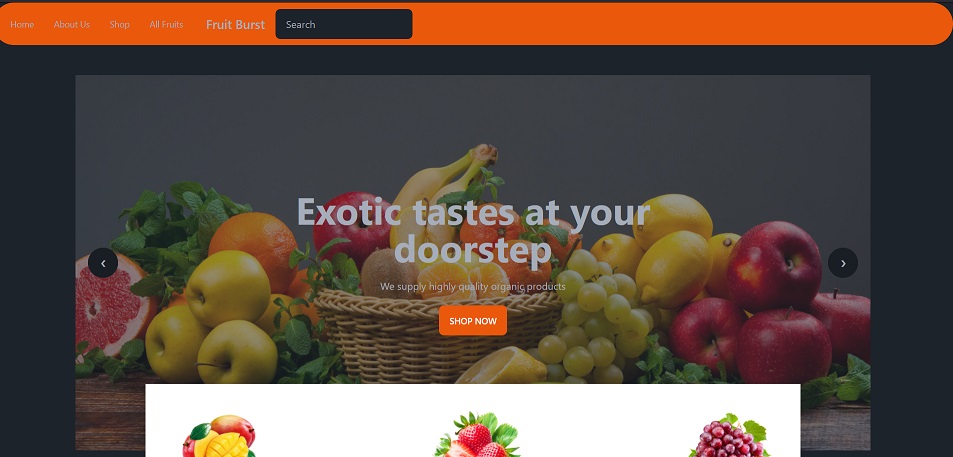 Home About Us Shop All Fruits Fruit Burst Search
Exotic tastes at your
doorstep
We supply highly quality organic products
SHOP NOW